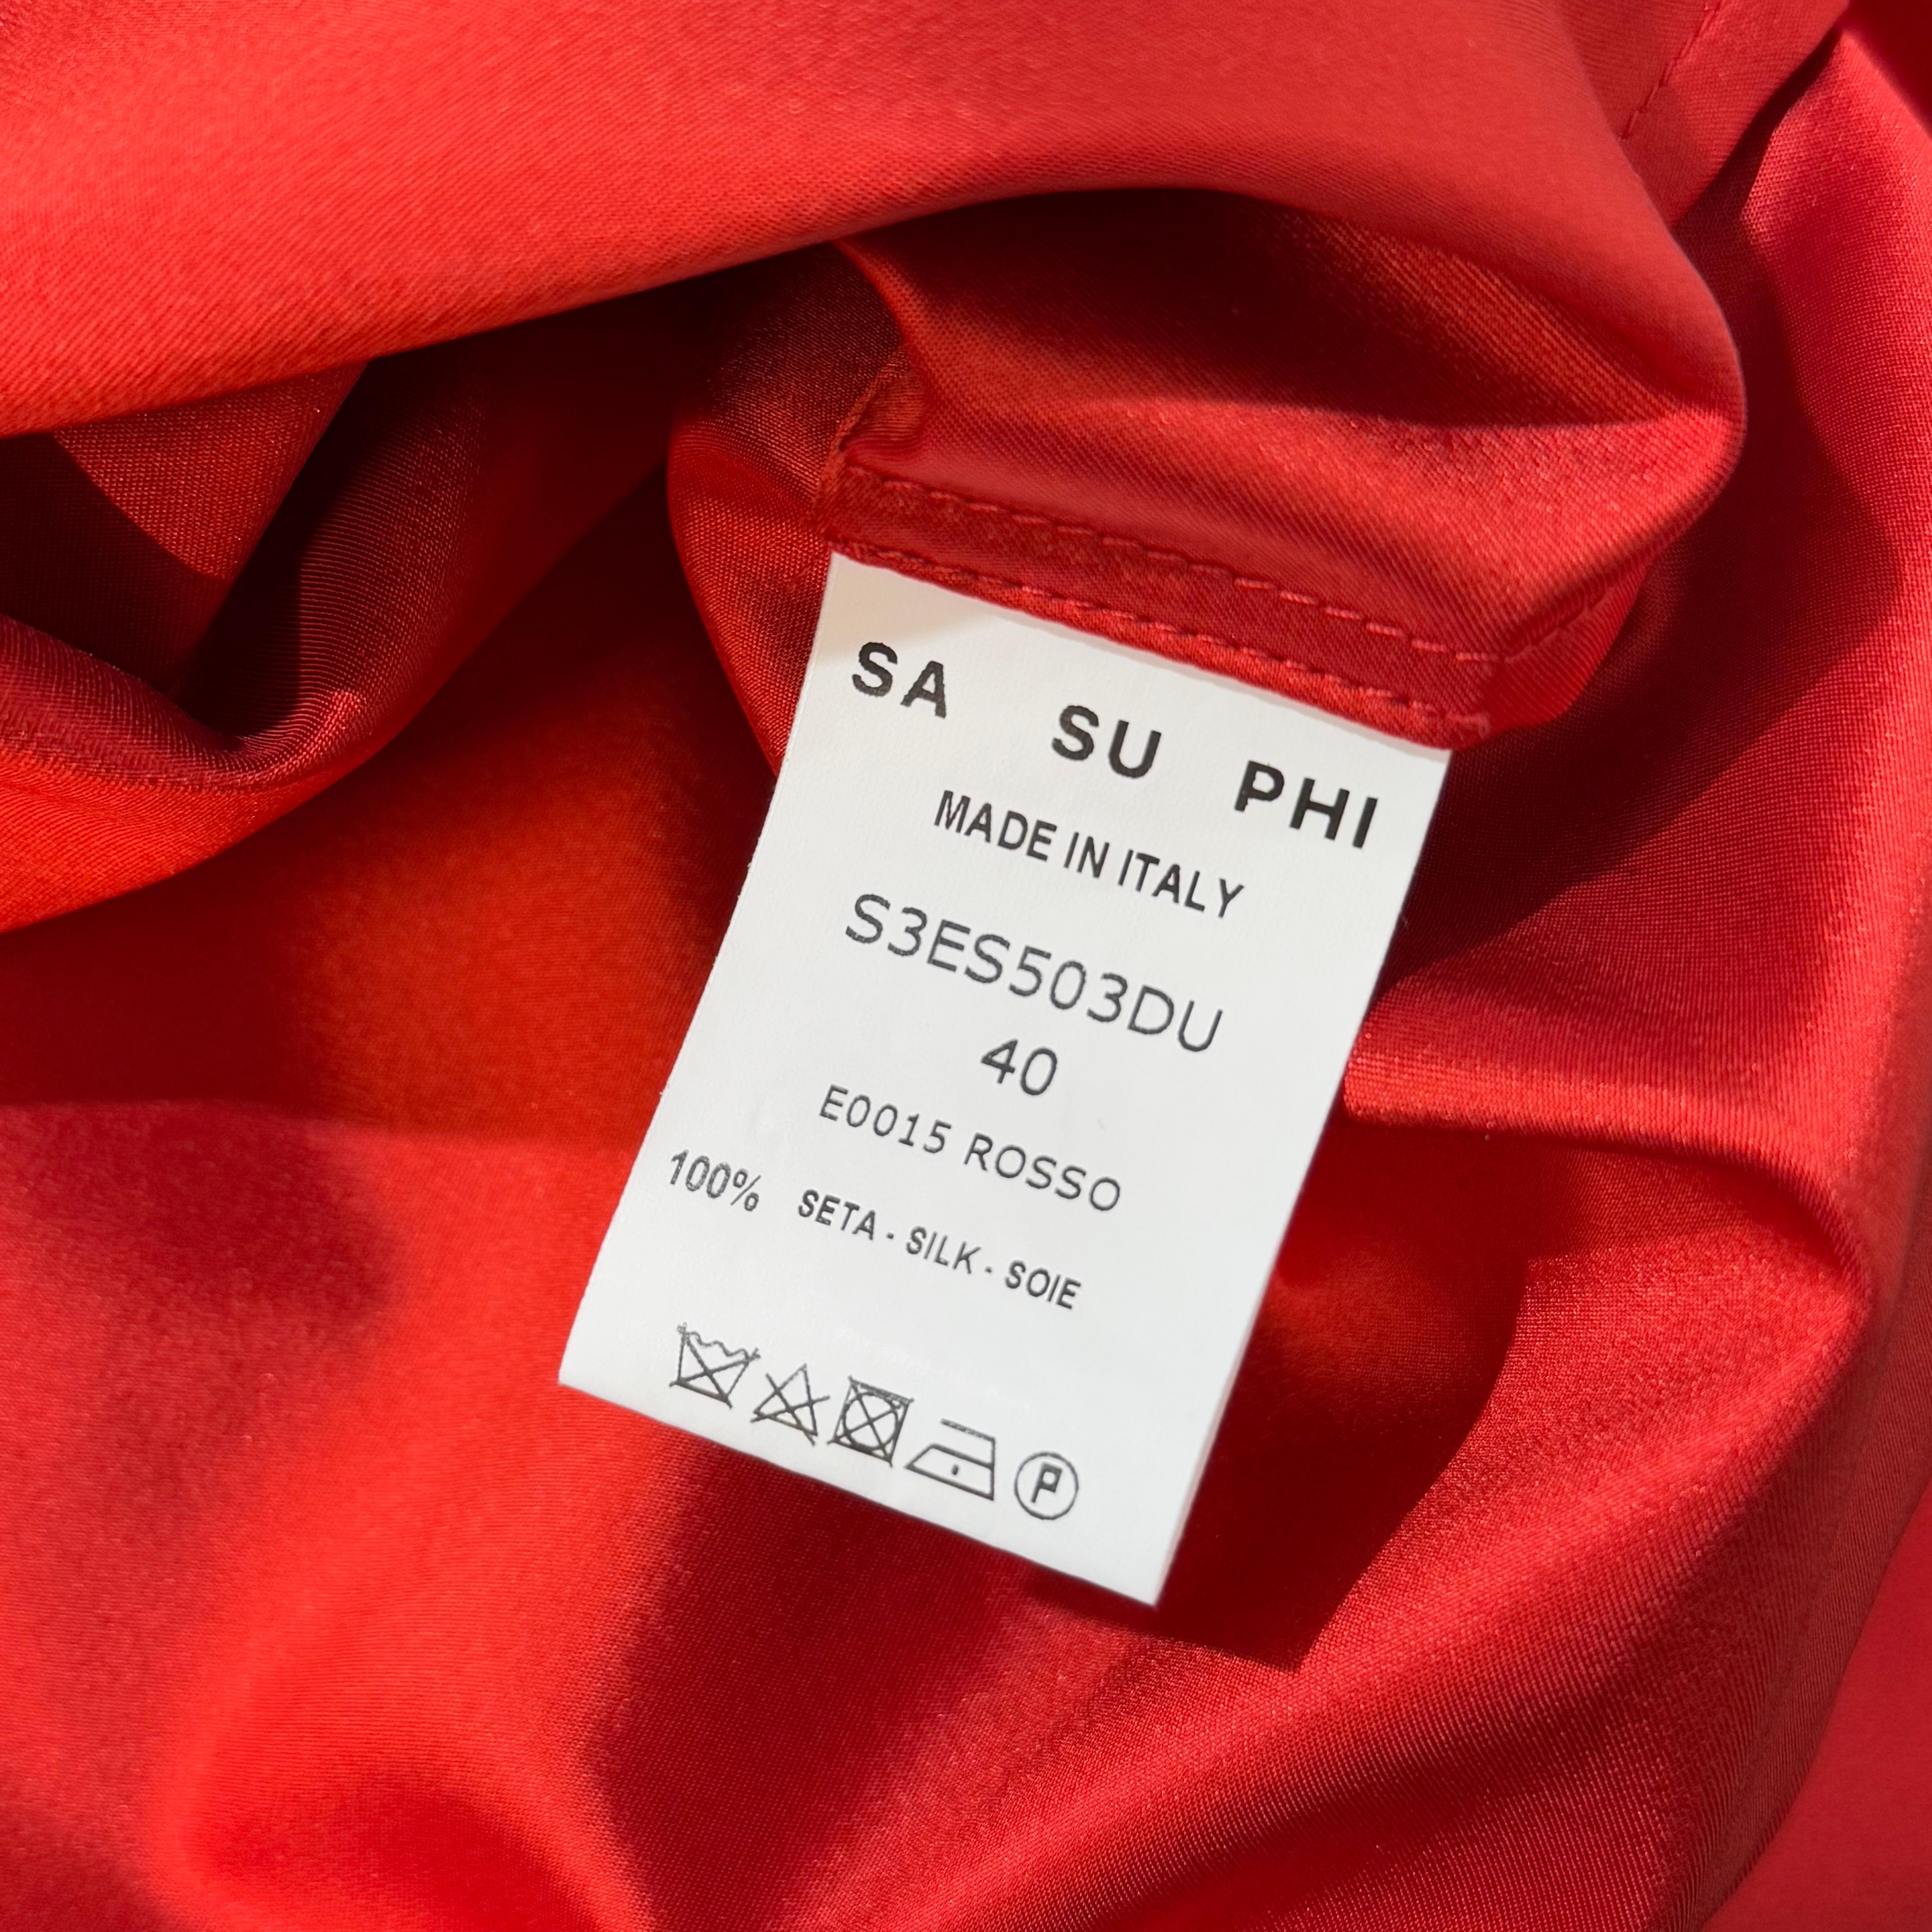 SA SU PHI
MADE IN ITALY
S3ES503DU
40
E0015 ROSSO
100% SETA - SILK - SOIE
P